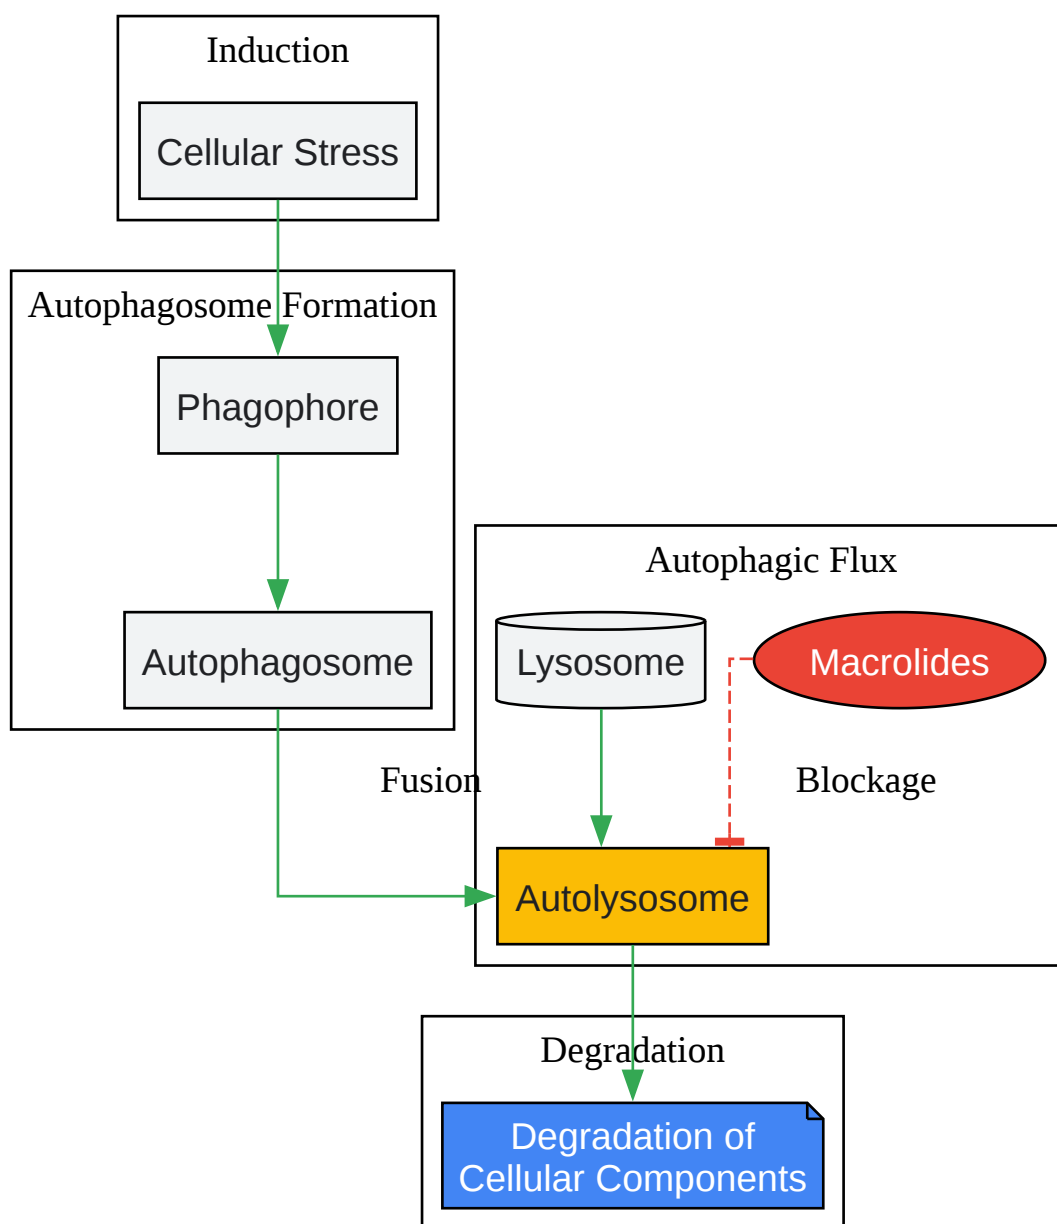 Induction
Cellular Stress
Autophagosome Formation
Phagophore
Autophagosome
Autophagic Flux
Lysosome
Macrolides
Fusion
Blockage
Autolysosome
Degradation
Degradation of
Cellular Components